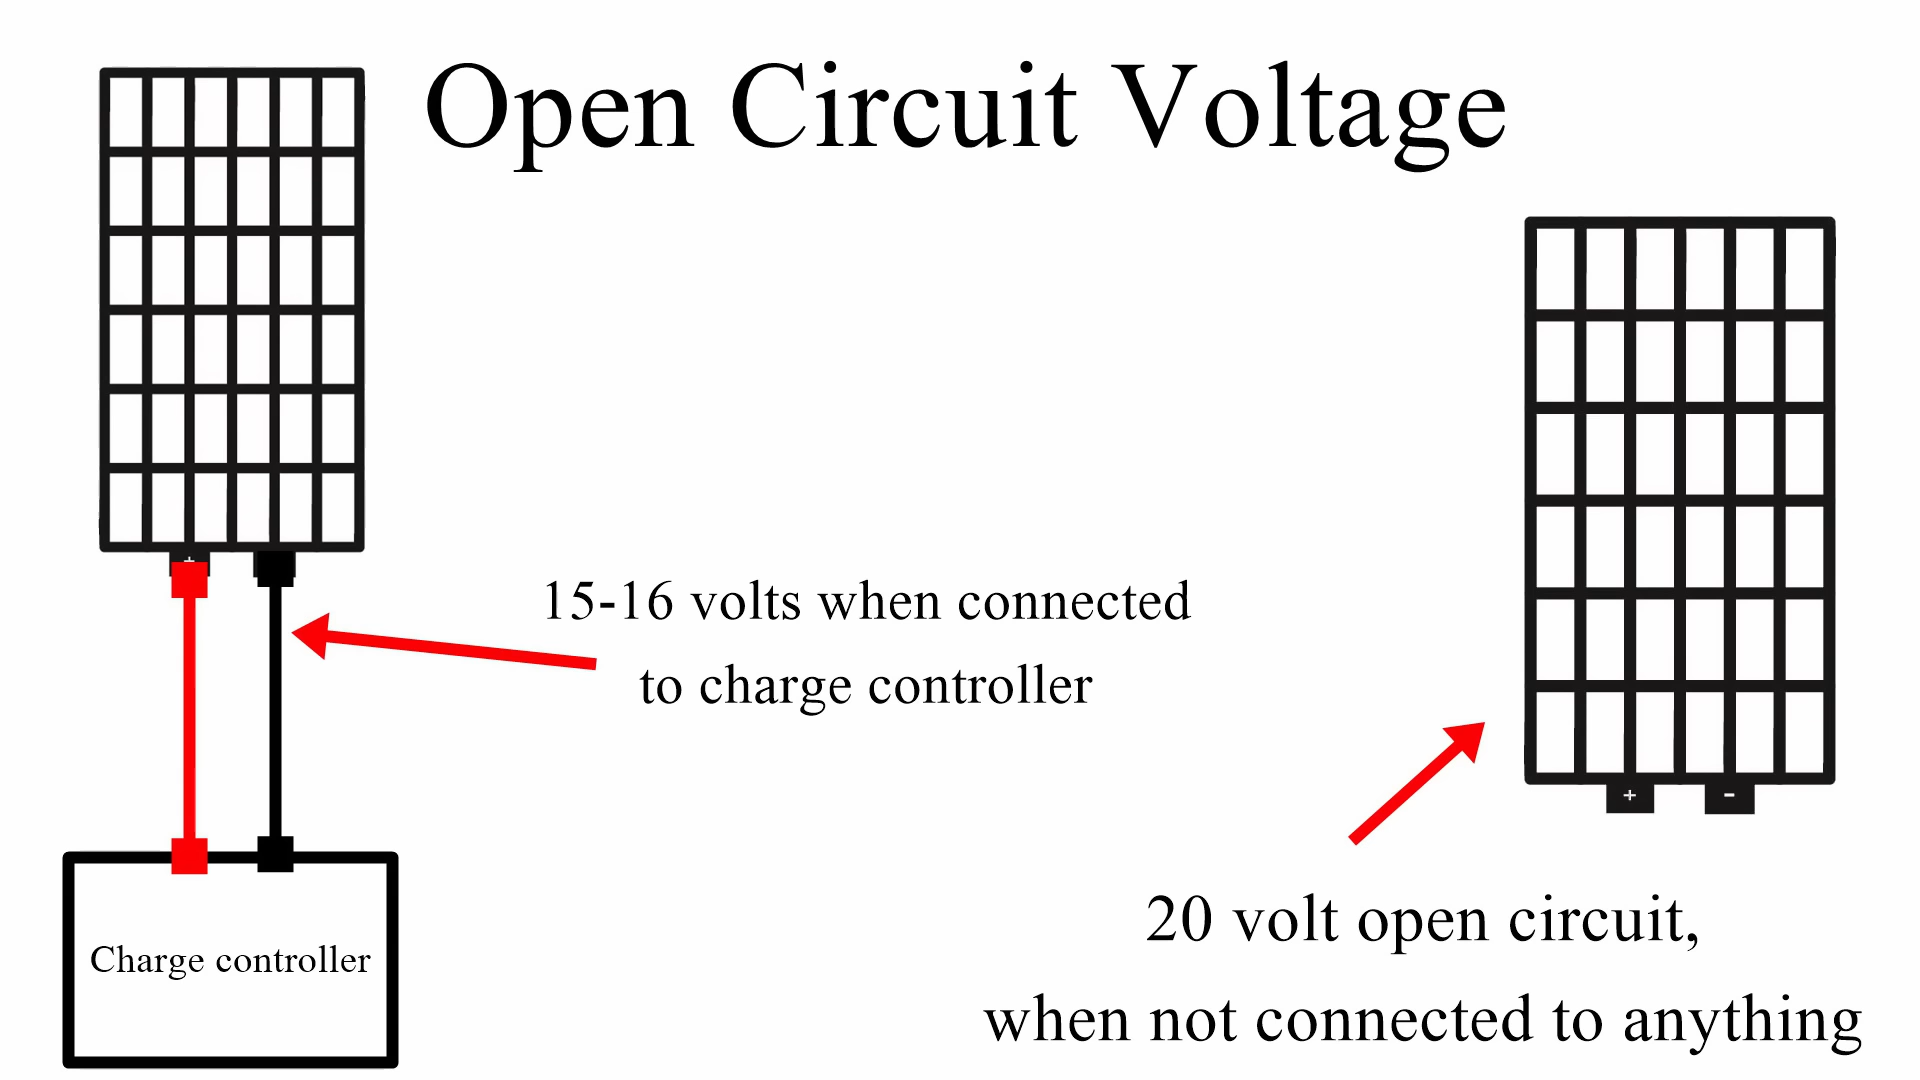 Open Circuit Voltage
+
15-16 volts when connected
to charge controller
+ -
Charge controller
20 volt open circuit,
when not connected to anything